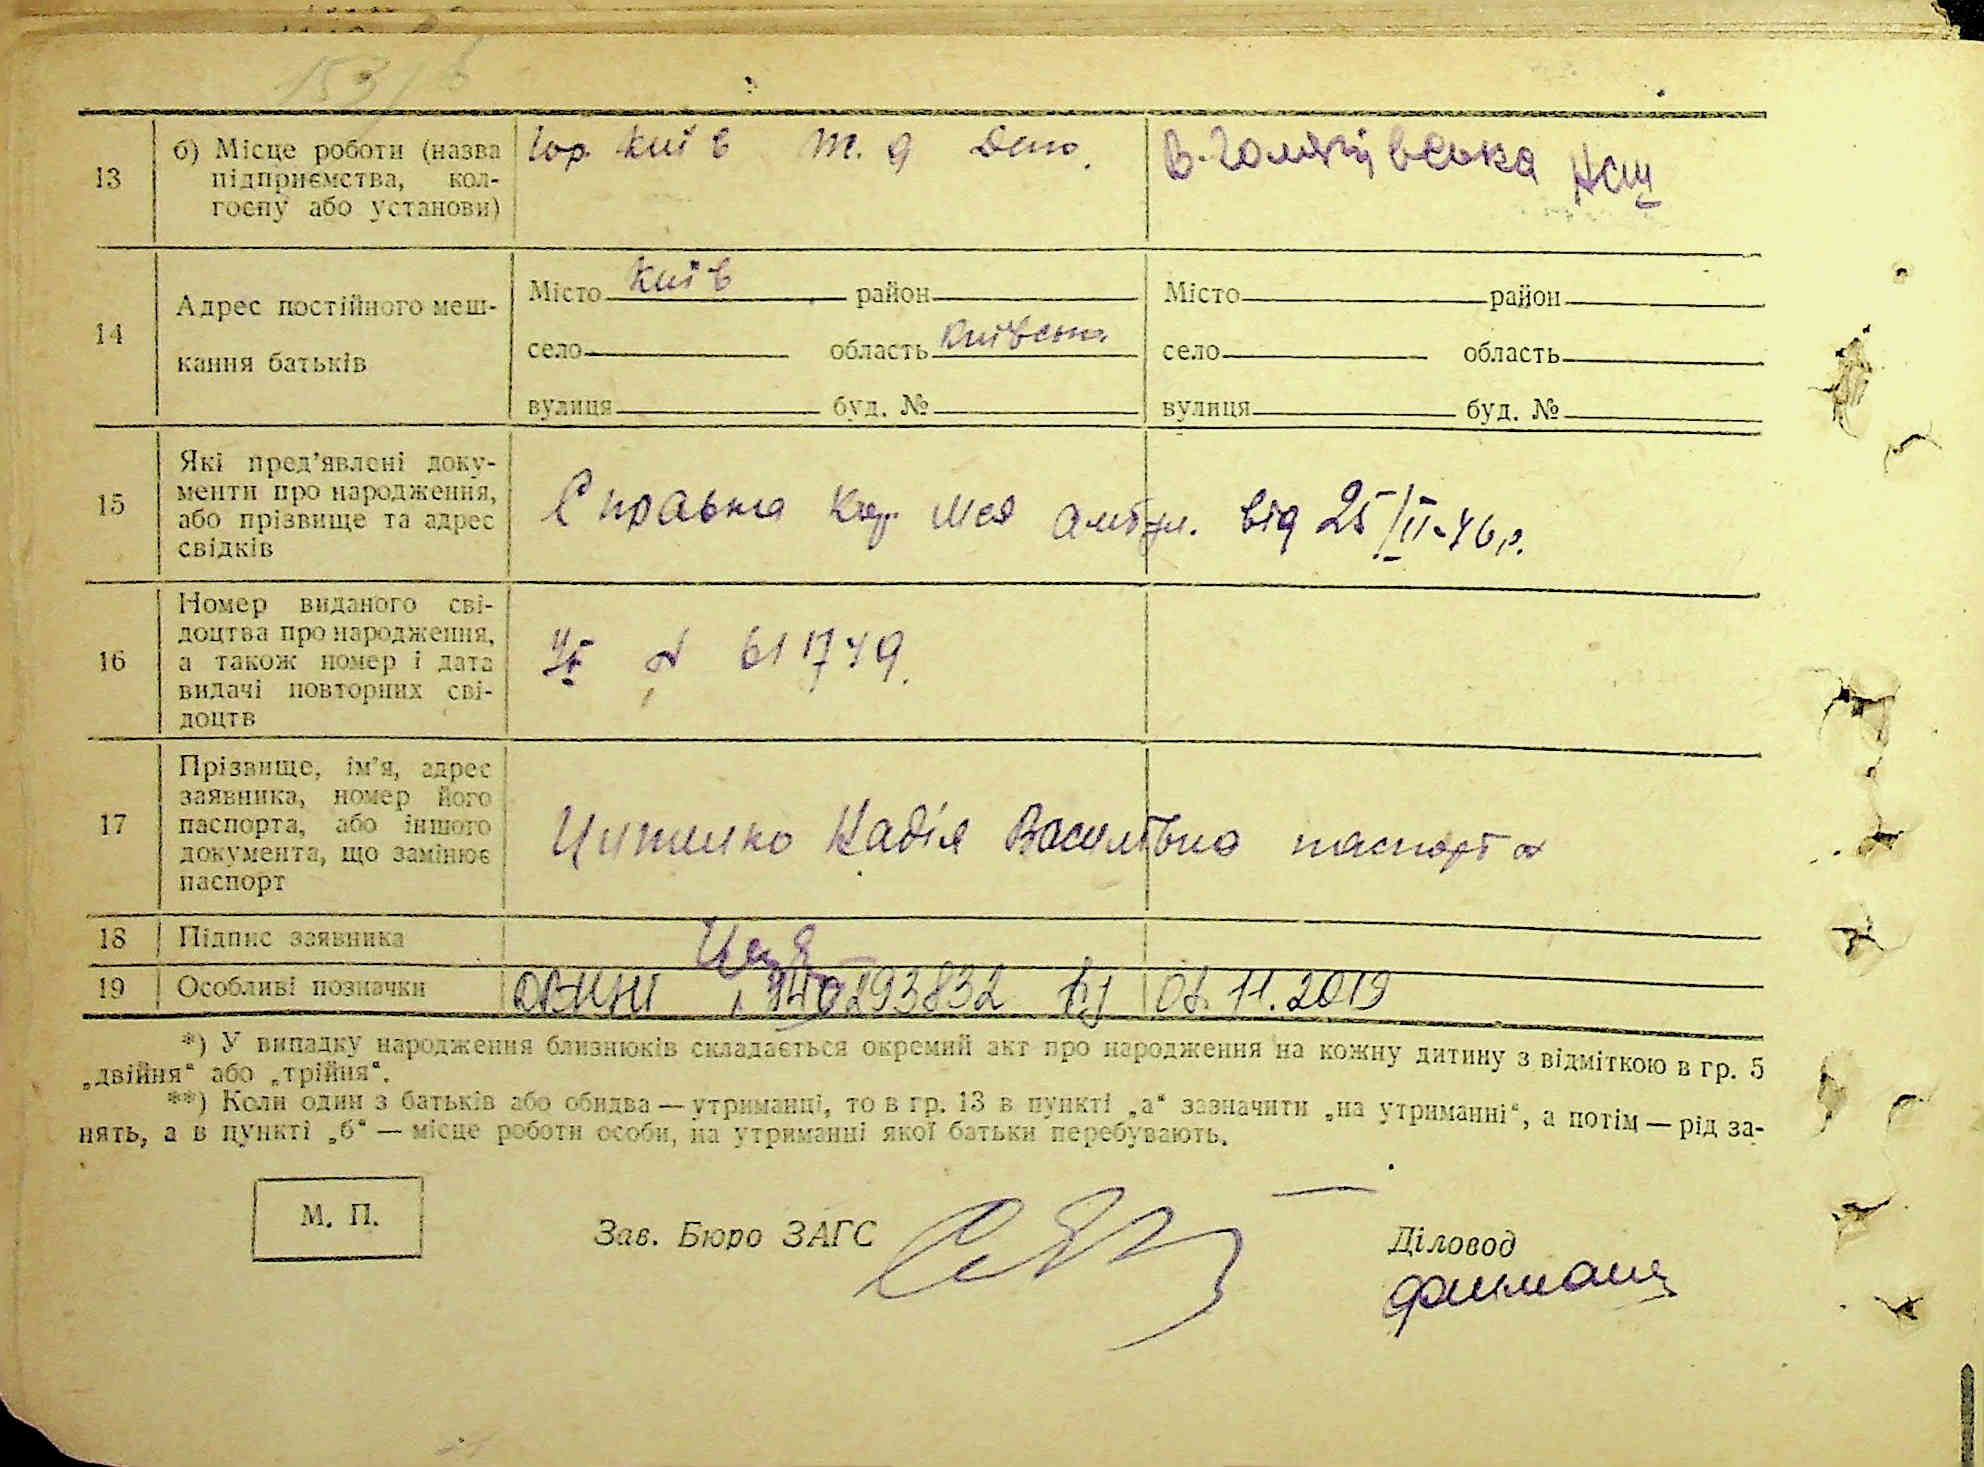 13
б) Місце роботи (назва
підприємства, кол-
госпу або установи)
гор. Київ Т. д Депо.
НСШ
14
Адрес постійного меш-
кання батьків
Місто Київ район
село область Київська
вулиця буд. №
Місто район
село область
вулиця буд. №
15
Які пред'явлені доку-
менти про народження,
або прізвище та адрес
свідків
Справка амбул. від 25/II-46 р.
16
Номер виданого сві-
доцтва про народження,
а також номер і дата
видачі повторних сві-
доцтв
611749.
17
Прізвище, ім'я, адрес
заявника, номер його
паспорта, або іншого
документа, що замінює
паспорт
Надія Василівна паспорт
18
Підпис заявника
19
Особливі позначки
02.11.2019
*) У випадку народження близнюків складається окремий акт про народження на кожну дитину з відміткою в гр. 5
„двійня“ або „трійня“.
**) Коли один з батьків або обидва — утриманці, то в гр. 13 в пункті „а“ зазначити „на утриманні“, а потім — рід за-
нять, а в пункті „б“ — місце роботи особи, на утриманні якої батьки перебувають.
М. П.
Зав. Бюро ЗАГС
Діловод